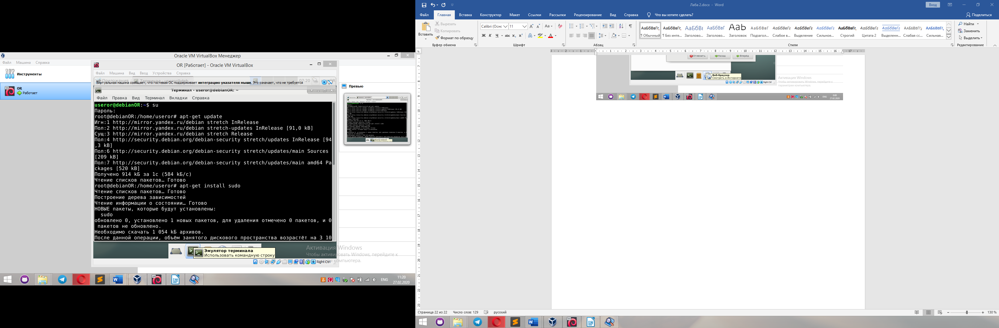 Oracle VM VirtualBox Менеджер
Файл Машина Справка
Инструменты
OR
Работает
OR [Работает] - Oracle VM VirtualBox
Файл Машина Вид Ввод Устройства Справка
Приложения Терминал - useror@deb... 07:20
Виртуальная машина сообщает, что гостевая ОС поддерживает интеграцию указателя мыши. Это означает, что не требуется
Терминал - useror@debianOR: ~
Файл Правка Вид Терминал Вкладки Справка
useror@debianOR:~$ su
Пароль:
root@debianOR:/home/useror# apt-get update
Игн:1 http://mirror.yandex.ru/debian stretch InRelease
Пол:2 http://mirror.yandex.ru/debian stretch-updates InRelease [91,0 kB]
Сущ:3 http://mirror.yandex.ru/debian stretch Release
Пол:4 http://security.debian.org/debian-security stretch/updates InRelease [94
,3 kB]
Пол:6 http://security.debian.org/debian-security stretch/updates/main Sources
[209 kB]
Пол:7 http://security.debian.org/debian-security stretch/updates/main amd64 Pa
ckages [520 kB]
Получено 914 kБ за 1с (584 kБ/c)
Чтение списков пакетов… Готово
root@debianOR:/home/useror# apt-get install sudo
Чтение списков пакетов… Готово
Построение дерева зависимостей
Чтение информации о состоянии… Готово
НОВЫЕ пакеты, которые будут установлены:
sudo
обновлено 0, установлено 1 новых пакетов, для удаления отмечено 0 пакетов, и 0
пакетов не обновлено.
Необходимо скачать 1 054 kБ архивов.
После данной операции, объём занятого дискового пространства возрастёт на 3 10
Эмулятор терминала
Использовать командную строку
Right Ctrl
Превью
Активация Windows
Чтобы активировать Windows, перейдите к
компьютера.
ENG
11:20
27.02.2020
Лаба 2.docx - Word
Вход
Файл Главная Вставка Конструктор Макет Ссылки Рассылки Рецензирование Вид Справка Что вы хотите сделать? Поделиться
Вставить
Вырезать
Копировать
Формат по образцу
Буфер обмена
Calibri (Осно 11
Шрифт
Абзац
АаБбВвГг, АаБбВвГг, АаБбВв АаБбВвГ АаЬ АаБбВвГ АаБбВвГг АаБбВвГг АаБбВвГг АаБбВвГг, АаБбВвГг АаБбВвГг АаБбВвГг, АаБбВвГг,
¶ Обычный ¶ Без инте... Заголово... Заголово... Заголовок Подзагол... Слабое в... Выделение Сильное... Строгий Цитата 2 Выделенн... Слабая сс... Сильная...
Стили
Найти
Заменить
Выделить
Редактирование
Отменить Назад Вперёд
Веб-браузер
Смотреть в Интернете
Right Ctrl
Активация Windows
Чтобы активировать Windows, перейдите к
параметрам компьютера.
ENG
0:00
27.02.2020
Страница 22 из 22 Число слов: 129 русский 130 %